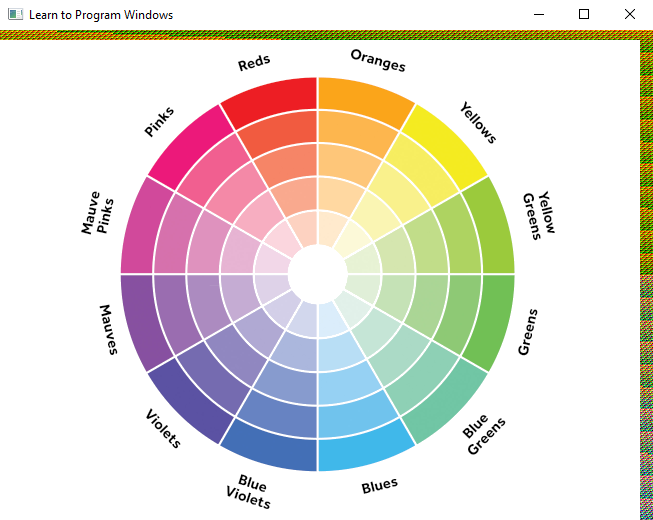 Learn to Program Windows
Reds
Oranges
Pinks
Yellows
Mauve
Pinks
Yellow
Greens
Mauves
Greens
Violets
Blue
Greens
Blue
Violets
Blues